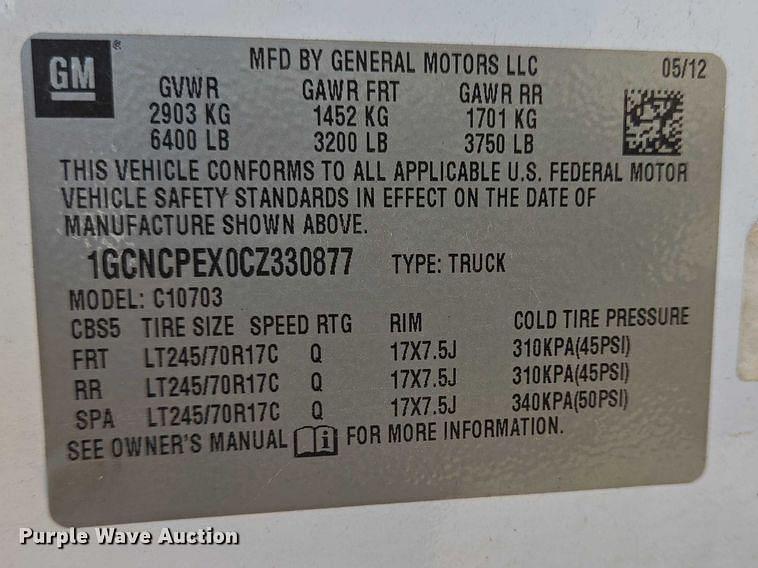 GM®
MFD BY GENERAL MOTORS LLC 05/12
GVWR GAWR FRT GAWR RR
2903 KG 1452 KG 1701 KG
6400 LB 3200 LB 3750 LB
THIS VEHICLE CONFORMS TO ALL APPLICABLE U.S. FEDERAL MOTOR
VEHICLE SAFETY STANDARDS IN EFFECT ON THE DATE OF
MANUFACTURE SHOWN ABOVE.
1GCNCPEX0CZ330877 TYPE: TRUCK
MODEL: C10703
CBS5 TIRE SIZE SPEED RTG RIM COLD TIRE PRESSURE
FRT LT245/70R17C Q 17X7.5J 310KPA(45PSI)
RR LT245/70R17C Q 17X7.5J 310KPA(45PSI)
SPA LT245/70R17C Q 17X7.5J 340KPA(50PSI)
SEE OWNER'S MANUAL i FOR MORE INFORMATION.
Purple Wave Auction